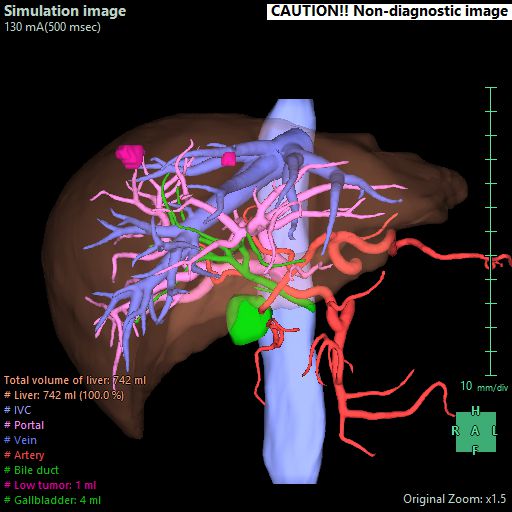 Simulation image
CAUTION!! Non-diagnostic image
130 mA(500 msec)
Total volume of liver: 742 ml
# Liver: 742 ml (100.0 %)
# IVC
# Portal
# Vein
# Artery
# Bile duct
# Low tumor: 1 ml
# Gallbladder: 4 ml
10 mm/div
H
R A L
F
Original Zoom: x1.5